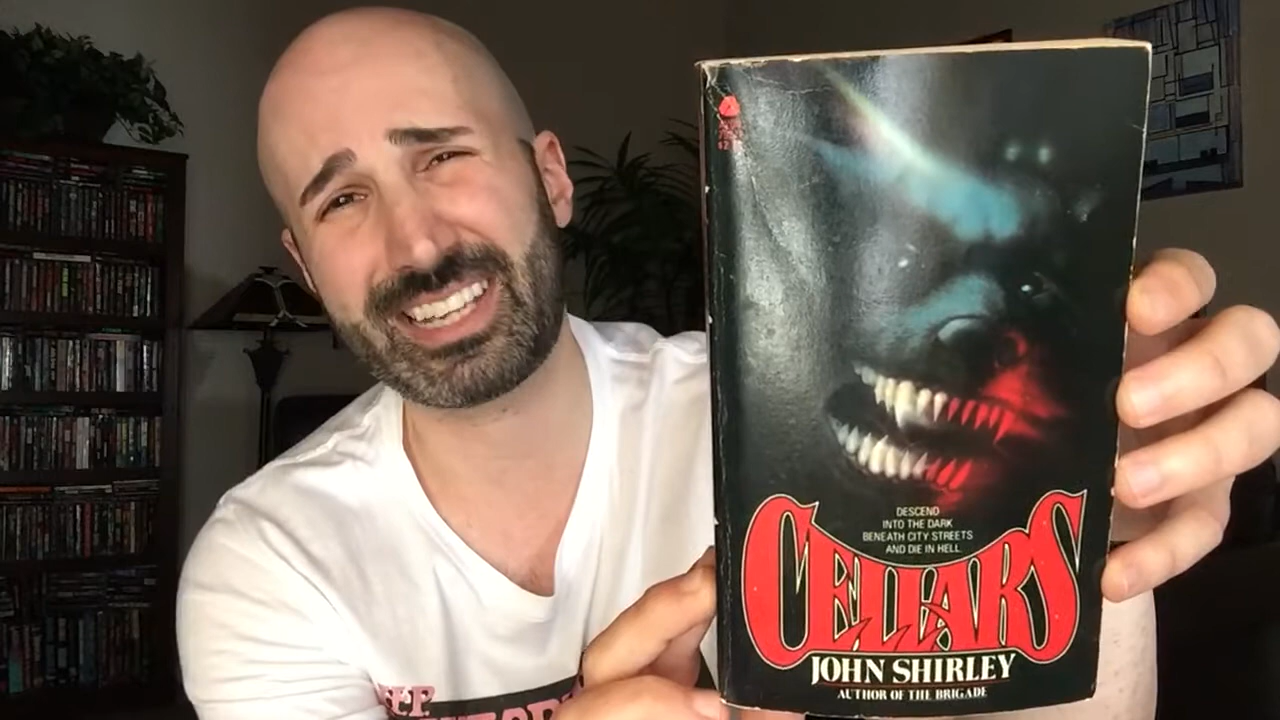 DESCEND
INTO THE DARK
BENEATH CITY STREETS
AND DIE IN HELL.
CELLARS
JOHN SHIRLEY
AUTHOR OF THE BRIGADE